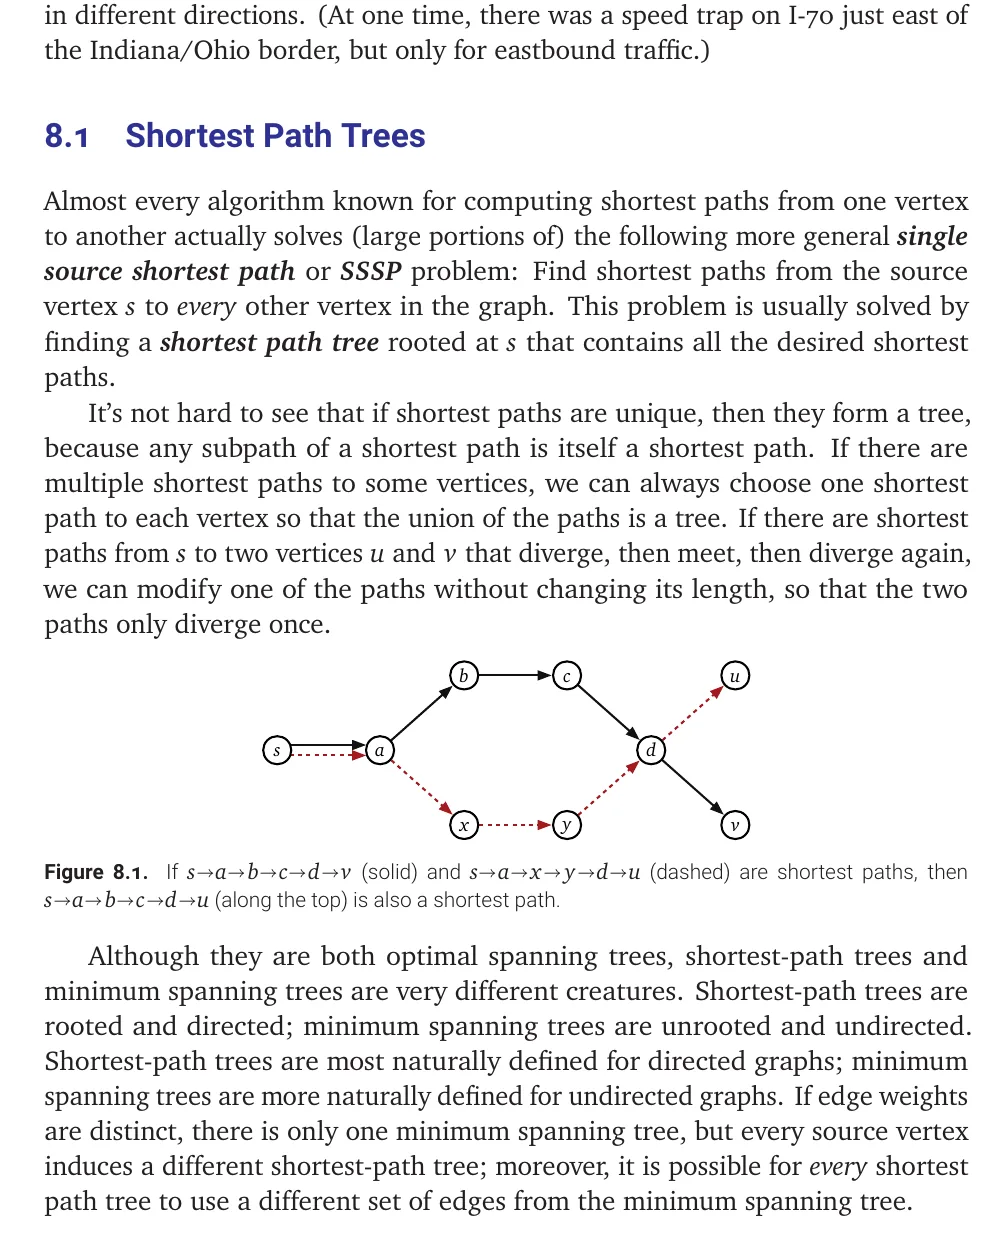 in different directions. (At one time, there was a speed trap on I-70 just east of
the Indiana/Ohio border, but only for eastbound traffic.)
8.1 Shortest Path Trees
Almost every algorithm known for computing shortest paths from one vertex
to another actually solves (large portions of) the following more general single
source shortest path or SSSP problem: Find shortest paths from the source
vertex s to every other vertex in the graph. This problem is usually solved by
finding a shortest path tree rooted at s that contains all the desired shortest
paths.
It’s not hard to see that if shortest paths are unique, then they form a tree,
because any subpath of a shortest path is itself a shortest path. If there are
multiple shortest paths to some vertices, we can always choose one shortest
path to each vertex so that the union of the paths is a tree. If there are shortest
paths from s to two vertices u and v that diverge, then meet, then diverge again,
we can modify one of the paths without changing its length, so that the two
paths only diverge once.
b c u
s a d
x y v
Figure 8.1. If s→a→b→c→d→v (solid) and s→a→x→y→d→u (dashed) are shortest paths, then
s→a→b→c→d→u (along the top) is also a shortest path.
Although they are both optimal spanning trees, shortest-path trees and
minimum spanning trees are very different creatures. Shortest-path trees are
rooted and directed; minimum spanning trees are unrooted and undirected.
Shortest-path trees are most naturally defined for directed graphs; minimum
spanning trees are more naturally defined for undirected graphs. If edge weights
are distinct, there is only one minimum spanning tree, but every source vertex
induces a different shortest-path tree; moreover, it is possible for every shortest
path tree to use a different set of edges from the minimum spanning tree.